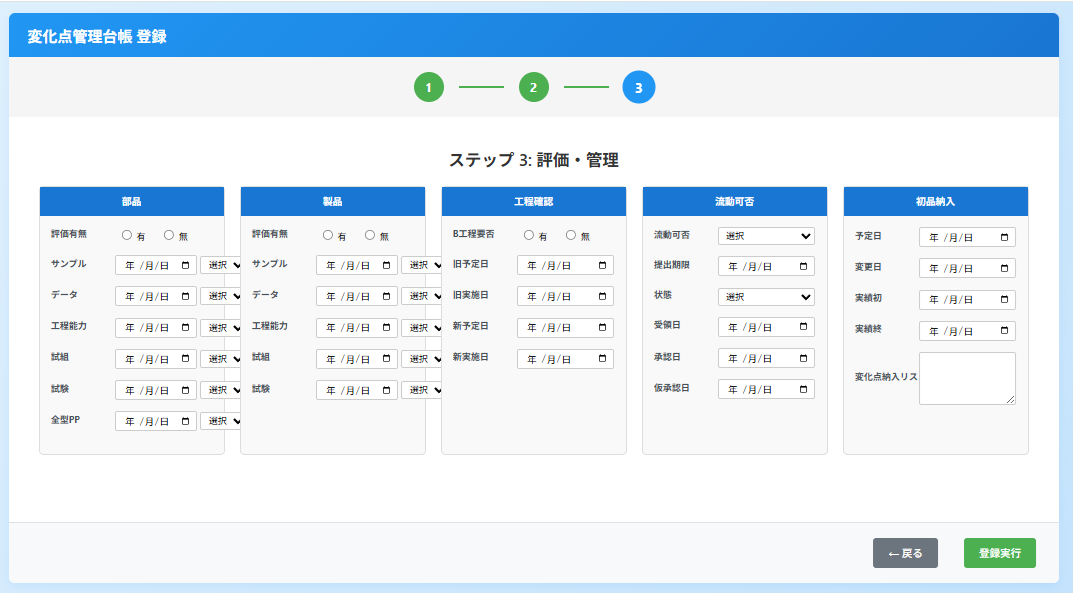 変化点管理台帳 登録
1 2 3
ステップ 3: 評価・管理
部品
評価有無 有 無
サンプル 年 /月/日 選択
データ 年 /月/日 選択
工程能力 年 /月/日 選択
試組 年 /月/日 選択
試験 年 /月/日 選択
全型PP 年 /月/日 選択
製品
評価有無 有 無
サンプル 年 /月/日 選択
データ 年 /月/日 選択
工程能力 年 /月/日 選択
試組 年 /月/日 選択
試験 年 /月/日 選択
工程確認
B工程要否 有 無
旧予定日 年 /月/日
旧実施日 年 /月/日
新予定日 年 /月/日
新実施日 年 /月/日
流動可否
流動可否 選択
提出期限 年 /月/日
状態 選択
受領日 年 /月/日
承認日 年 /月/日
仮承認日 年 /月/日
初品納入
予定日 年 /月/日
変更日 年 /月/日
実績初 年 /月/日
実績終 年 /月/日
変化点納入リス
← 戻る
登録実行